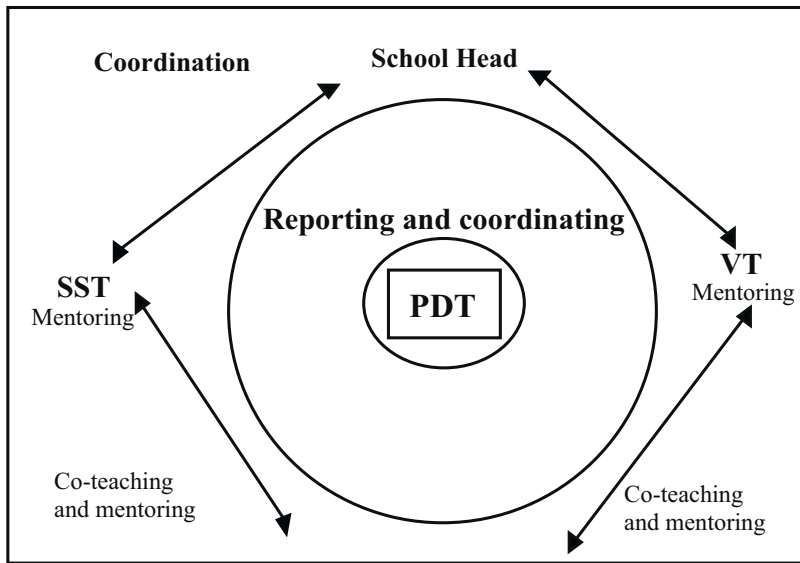 Coordination
School Head
Reporting and coordinating
PDT
SST
Mentoring
VT
Mentoring
Co-teaching
and mentoring
Co-teaching
and mentoring